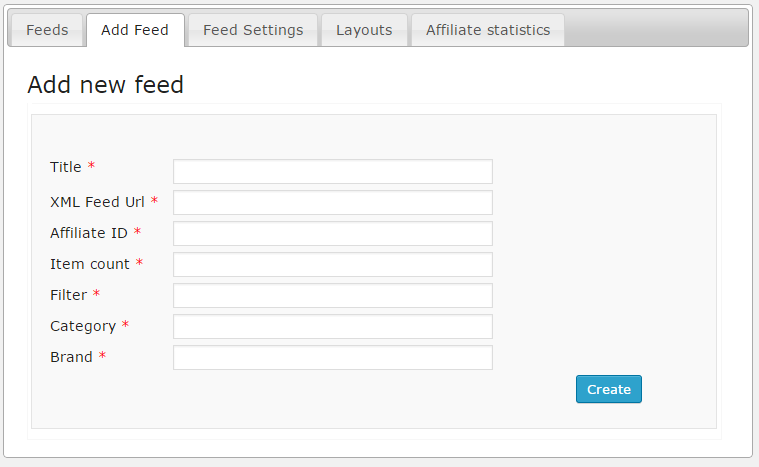 Feeds Add Feed Feed Settings Layouts Affiliate statistics
Add new feed
Title *
XML Feed Url *
Affiliate ID *
Item count *
Filter *
Category *
Brand *
Create